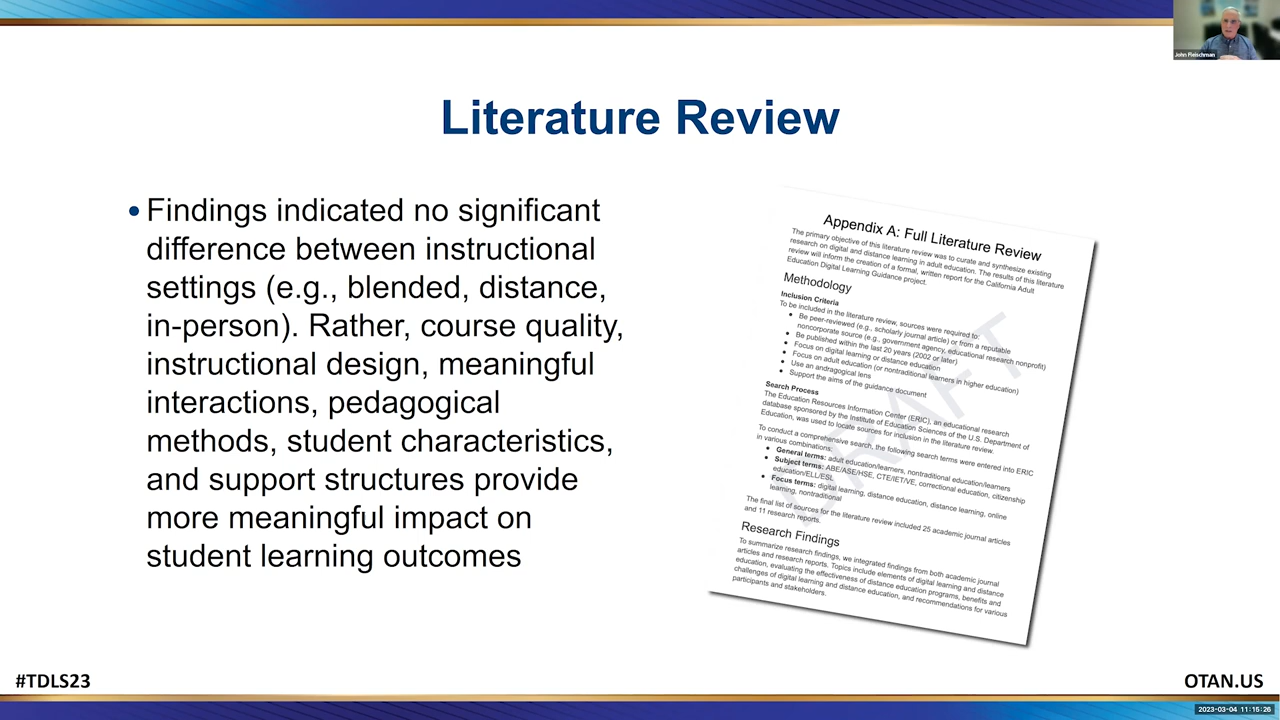 John Fleischman
Literature Review
• Findings indicated no significant
difference between instructional
settings (e.g., blended, distance,
in-person). Rather, course quality,
instructional design, meaningful
interactions, pedagogical
methods, student characteristics,
and support structures provide
more meaningful impact on
student learning outcomes
Appendix A: Full Literature Review
The primary objective of this literature review was to curate and synthesize existing
research on digital and distance learning in adult education. The results of this literature
review will inform the creation of a formal, written report for the California Adult
Education Digital Learning Guidance project.
Methodology
Inclusion Criteria
To be included in the literature review, sources were required to:
• Be peer-reviewed (e.g., scholarly journal article) or from a reputable
noncorporate source (e.g., government agency, educational research nonprofit)
• Be published within the last 20 years (2002 or later)
• Focus on digital learning or distance education
• Focus on adult education (or nontraditional learners in higher education)
• Use an andragogical lens
• Support the aims of the guidance document
Search Process
The Education Resources Information Center (ERIC), an educational research
database sponsored by the Institute of Education Sciences of the U.S. Department of
Education, was used to locate sources for inclusion in the literature review.
To conduct a comprehensive search, the following search terms were entered into ERIC
in various combinations:
• General terms: adult education/learners, nontraditional education/learners
• Subject terms: ABE/ASE/HSE, CTE/IET/VE, correctional education, citizenship
education/ELL/ESL
• Focus terms: digital learning, distance education, distance learning, online
learning, nontraditional
The final list of sources for the literature review included 25 academic journal articles
and 11 research reports.
Research Findings
To summarize research findings, we integrated findings from both academic journal
articles and research reports. Topics include elements of digital learning and distance
education, evaluating the effectiveness of distance education programs, benefits and
challenges of digital learning and distance education, and recommendations for various
participants and stakeholders.
DRAFT
#TDLS23
OTAN.US
2023-03-04 11:15:26